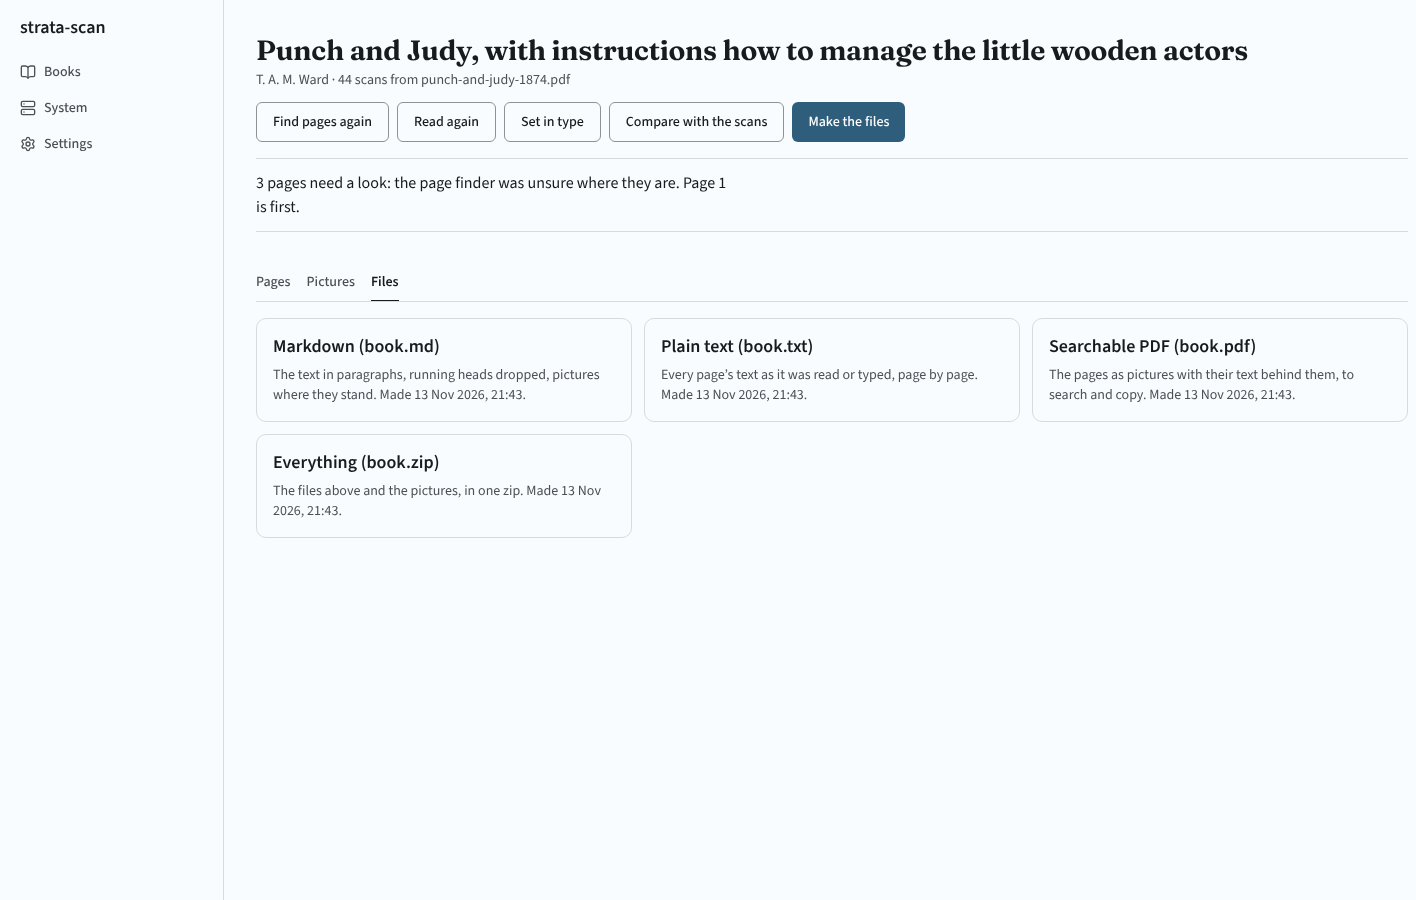 strata-scan
Books
System
Settings
Punch and Judy, with instructions how to manage the little wooden actors
T. A. M. Ward · 44 scans from punch-and-judy-1874.pdf
Find pages again
Read again
Set in type
Compare with the scans
Make the files
3 pages need a look: the page finder was unsure where they are. Page 1
is first.
Pages
Pictures
Files
Markdown (book.md)
The text in paragraphs, running heads dropped, pictures
where they stand. Made 13 Nov 2026, 21:43.
Plain text (book.txt)
Every page’s text as it was read or typed, page by page.
Made 13 Nov 2026, 21:43.
Searchable PDF (book.pdf)
The pages as pictures with their text behind them, to
search and copy. Made 13 Nov 2026, 21:43.
Everything (book.zip)
The files above and the pictures, in one zip. Made 13 Nov
2026, 21:43.